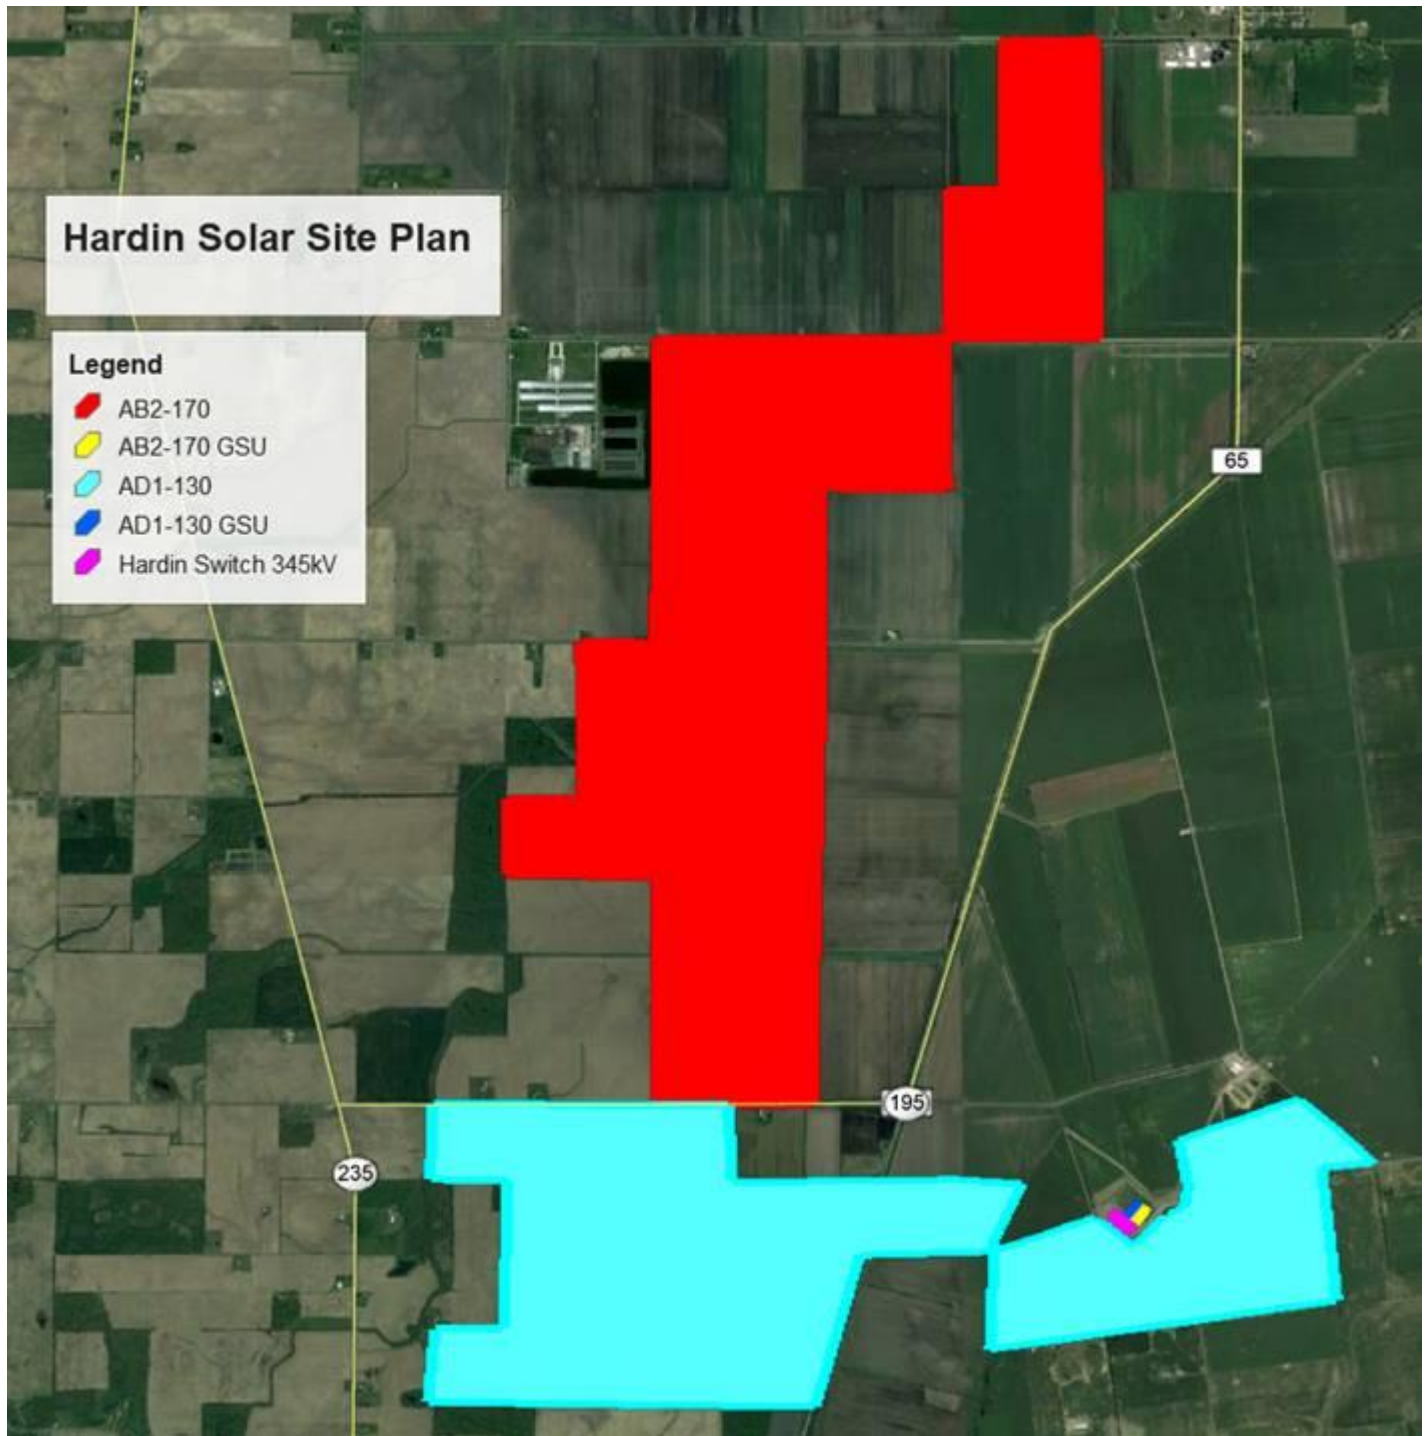 Hardin Solar Site Plan
Legend
AB2-170
AB2-170 GSU
AD1-130
AD1-130 GSU
Hardin Switch 345kV
65
195
235